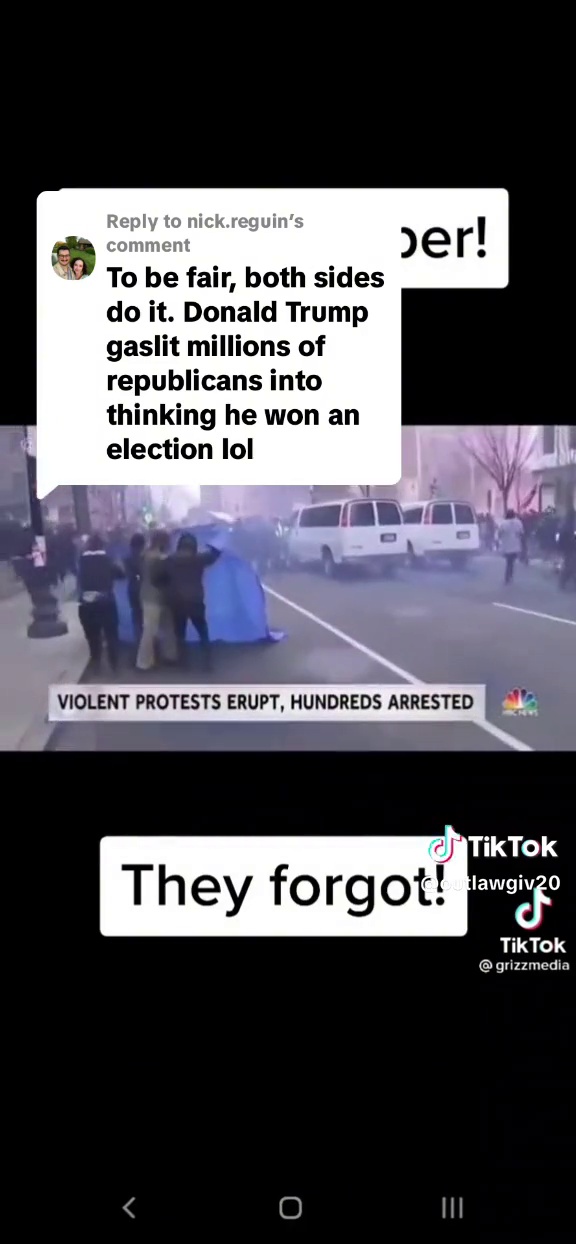 Reply to nick.reguin's
comment
To be fair, both sides
do it. Donald Trump
gaslit millions of
republicans into
thinking he won an
election lol
ber!
VIOLENT PROTESTS ERUPT, HUNDREDS ARRESTED
NBC NEWS
They forgot!
TikTok
@outlawgiv20
TikTok
@grizzmedia